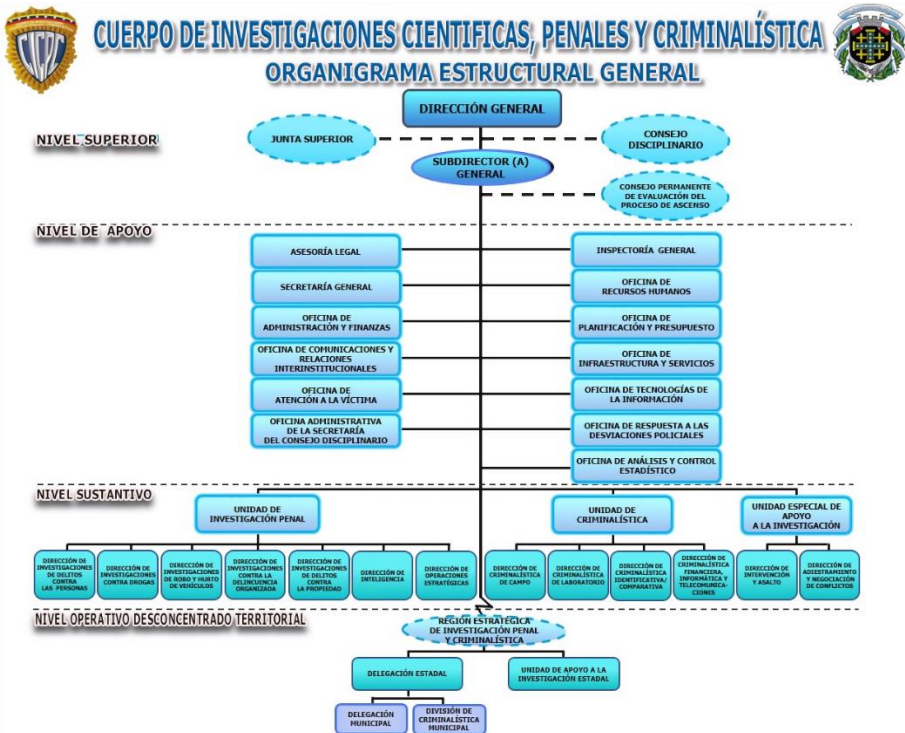 CUERPO DE INVESTIGACIONES CIENTIFICAS, PENALES Y CRIMINALÍSTICA
ORGANIGRAMA ESTRUCTURAL GENERAL
DIRECCIÓN GENERAL
NIVEL SUPERIOR
JUNTA SUPERIOR
CONSEJO
DISCIPLINARIO
SUBDIRECTOR (A)
GENERAL
CONSEJO PERMANENTE
DE EVALUACIÓN DEL
PROCESO DE ASCENSO
NIVEL DE APOYO
ASESORÍA LEGAL
INSPECTORÍA GENERAL
SECRETARÍA GENERAL
OFICINA DE
RECURSOS HUMANOS
OFICINA DE
ADMINISTRACIÓN Y FINANZAS
OFICINA DE
PLANIFICACIÓN Y PRESUPUESTO
OFICINA DE COMUNICACIONES Y
RELACIONES
INTERINSTITUCIONALES
OFICINA DE
INFRAESTRUCTURA Y SERVICIOS
OFICINA DE
ATENCIÓN A LA VÍCTIMA
OFICINA DE TECNOLOGÍAS DE
LA INFORMACIÓN
OFICINA ADMINISTRATIVA
DE LA SECRETARÍA
DEL CONSEJO DISCIPLINARIO
OFICINA DE RESPUESTA A LAS
DESVIACIONES POLICIALES
OFICINA DE ANÁLISIS Y CONTROL
ESTADÍSTICO
NIVEL SUSTANTIVO
UNIDAD DE
INVESTIGACIÓN PENAL
UNIDAD DE
CRIMINALÍSTICA
UNIDAD ESPECIAL DE
APOYO
A LA INVESTIGACIÓN
DIRECCIÓN DE
INVESTIGACIONES
DE DELITOS
CONTRA
LAS PERSONAS
DIRECCIÓN DE
INVESTIGACIONES
CONTRA DROGAS
DIRECCIÓN DE
INVESTIGACIONES
DE ROBO Y HURTO
DE VEHÍCULOS
DIRECCIÓN DE
INVESTIGACIONES
CONTRA LA
DELINCUENCIA
ORGANIZADA
DIRECCIÓN DE
INVESTIGACIONES
DE DELITOS
CONTRA
LA PROPIEDAD
DIRECCIÓN DE
INTELIGENCIA
DIRECCIÓN DE
OPERACIONES
ESTRATÉGICAS
DIRECCIÓN DE
CRIMINALÍSTICA
DE CAMPO
DIRECCIÓN DE
CRIMINALÍSTICA
DE LABORATORIO
DIRECCIÓN DE
CRIMINALÍSTICA
IDENTIFICATIVA/
COMPARATIVA
DIRECCIÓN DE
CRIMINALÍSTICA
FINANCIERA,
INFORMÁTICA Y
TELECOMUNICA-
CIONES
DIRECCIÓN DE
INTERVENCIÓN
Y ASALTO
DIRECCIÓN DE
ADIESTRAMIENTO
Y NEGOCIACIÓN
DE CONFLICTOS
NIVEL OPERATIVO DESCONCENTRADO TERRITORIAL
REGIÓN ESTRATÉGICA
DE INVESTIGACIÓN PENAL
Y CRIMINALÍSTICA
DELEGACIÓN ESTADAL
UNIDAD DE APOYO A LA
INVESTIGACIÓN ESTADAL
DELEGACIÓN
MUNICIPAL
DIVISIÓN DE
CRIMINALÍSTICA
MUNICIPAL